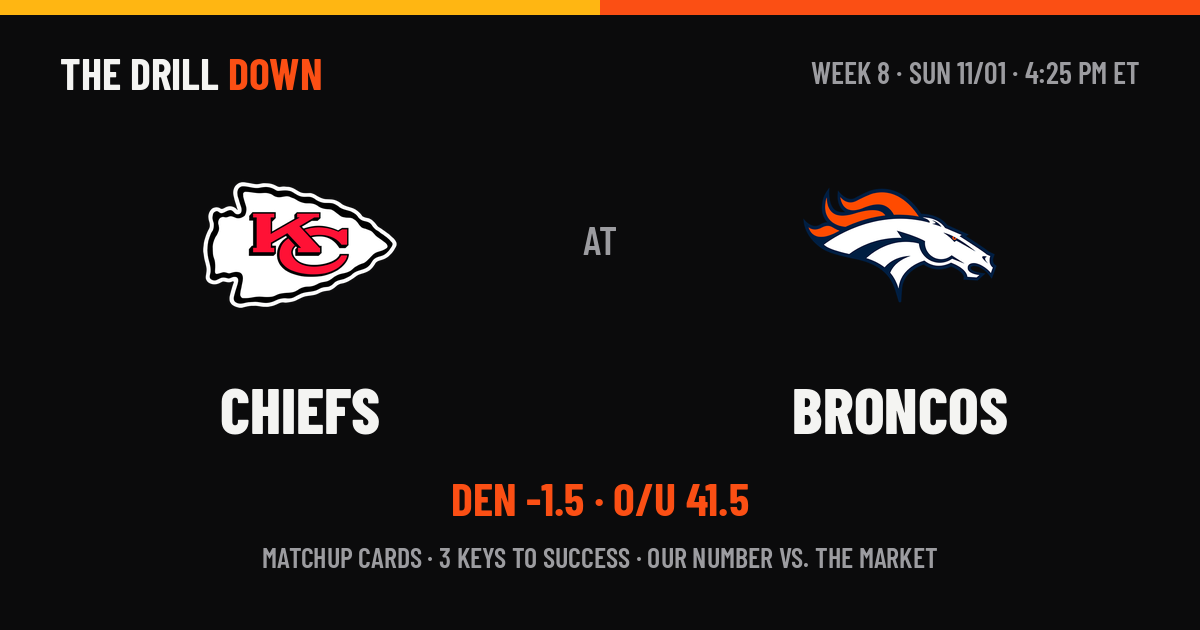 THE DRILL DOWN
WEEK 8 · SUN 11/01 · 4:25 PM ET
KC
AT
CHIEFS
BRONCOS
DEN -1.5 · O/U 41.5
MATCHUP CARDS · 3 KEYS TO SUCCESS · OUR NUMBER VS. THE MARKET